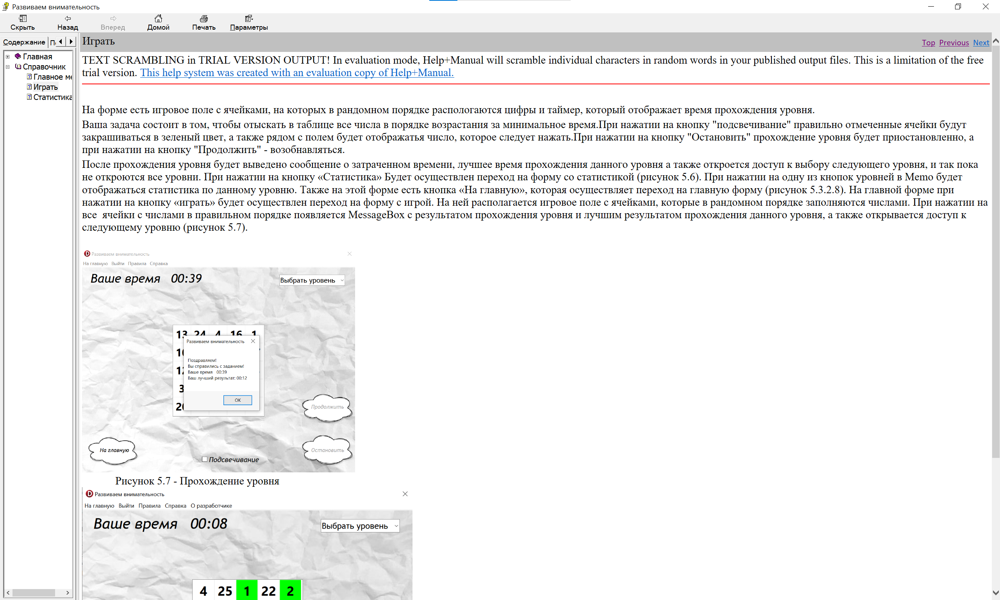 Развиваем внимательность
Скрыть Назад Вперед Домой Печать Параметры
Содержание
Главная
Справочник
Главное
Играть
Статистика
Играть
Top Previous Next
TEXT SCRAMBLING in TRIAL VERSION OUTPUT! In evaluation mode, Help+Manual will scramble individual characters in random words in your published output files. This is a limitation of the free
trial version. This help system was created with an evaluation copy of Help+Manual.
На форме есть игровое поле с ячейками, на которых в рандомном порядке распологаются цифры и таймер, который отображает время прохождения уровня.
Ваша задача состоит в том, чтобы отыскать в таблице все числа в порядке возрастания за минимальное время.При нажатии на кнопку "подсвечивание" правильно отмеченные ячейки будут
закрашиваться в зеленый цвет, а также рядом с полем будет отображатья число, которое следует нажать.При нажатии на кнопку "Остановить" прохождение уровня будет приостановленно, а
при нажатии на кнопку "Продолжить" - возобнавляться.
После прохождения уровня будет выведено сообщение о затраченном времени, лучшее время прохождения данного уровня а также откроется доступ к выбору следующего уровня, и так пока
не откроются все уровни. При нажатии на кнопку «Статистика» Будет осуществлен переход на форму со статистикой (рисунок 5.6). При нажатии на одну из кнопок уровней в Memo будет
отображаться статистика по данному уровню. Также на этой форме есть кнопка «На главную», которая осуществляет переход на главную форму (рисунок 5.3.2.8). На главной форме при
нажатии на кнопку «играть» будет осуществлен переход на форму с игрой. На ней располагается игровое поле с ячейками, которые в рандомном порядке заполняются числами. При нажатии на
все ячейки с числами в правильном порядке появляется MessageBox с результатом прохождения уровня и лучшим результатом прохождения данного уровня, а также открывается доступ к
следующему уровню (рисунок 5.7).
Развиваем внимательность
На главную Выйти Правила Справка
Ваше время 00:39
Выбрать уровень
13 24 4 16 1
Развиваем внимательность
Поздравляем!
Вы справились с заданием!
Ваше время 00:39
Ваш лучший результат: 00:12
3
OK
Продолжить
На главную
Остановить
Подсвечивание
Рисунок 5.7 - Прохождение уровня
Развиваем внимательность
На главную Выйти Правила Справка О разработчике
Ваше время 00:08
Выбрать уровень
4 25 1 22 2